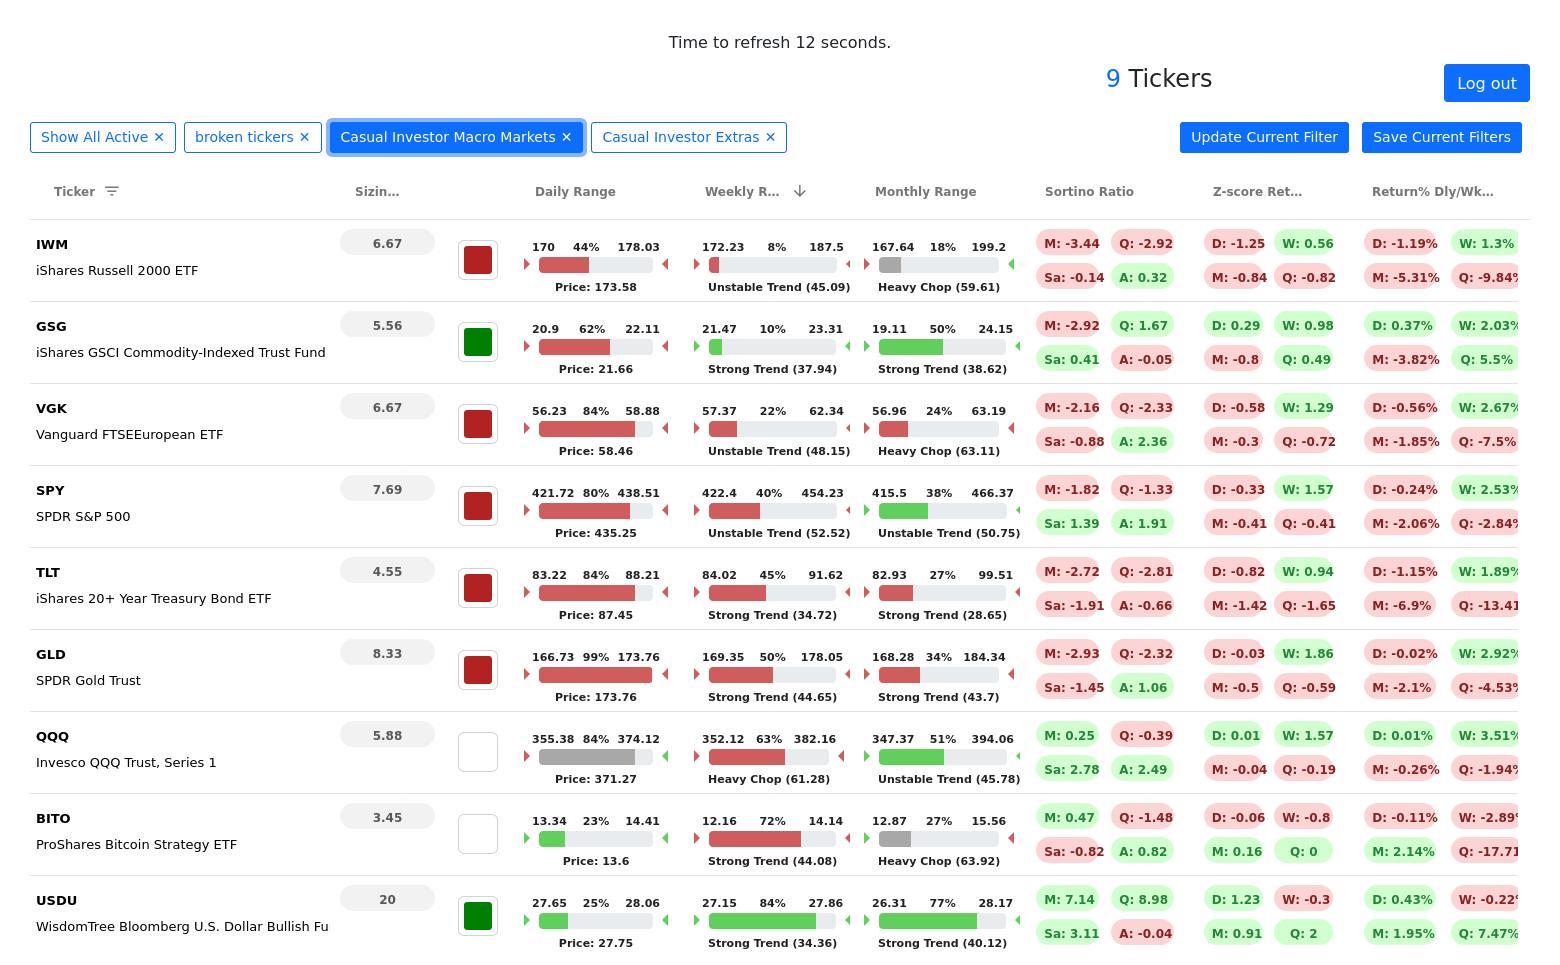 Time to refresh 12 seconds.
9 Tickers
Log out
Show All Active ✕ broken tickers ✕ Casual Investor Macro Markets ✕ Casual Investor Extras ✕ Update Current Filter Save Current Filters
Ticker Sizin... Daily Range Weekly R... Monthly Range Sortino Ratio Z-score Ret... Return% Dly/Wk...
IWM 6.67 170 44% 178.03 172.23 8% 187.5 167.64 18% 199.2 M: -3.44 Q: -2.92 D: -1.25 W: 0.56 D: -1.19% W: 1.3%
iShares Russell 2000 ETF Price: 173.58 Unstable Trend (45.09) Heavy Chop (59.61) Sa: -0.14 A: 0.32 M: -0.84 Q: -0.82 M: -5.31% Q: -9.84%
GSG 5.56 20.9 62% 22.11 21.47 10% 23.31 19.11 50% 24.15 M: -2.92 Q: 1.67 D: 0.29 W: 0.98 D: 0.37% W: 2.03%
iShares GSCI Commodity-Indexed Trust Fund Price: 21.66 Strong Trend (37.94) Strong Trend (38.62) Sa: 0.41 A: -0.05 M: -0.8 Q: 0.49 M: -3.82% Q: 5.5%
VGK 6.67 56.23 84% 58.88 57.37 22% 62.34 56.96 24% 63.19 M: -2.16 Q: -2.33 D: -0.58 W: 1.29 D: -0.56% W: 2.67%
Vanguard FTSEEuropean ETF Price: 58.46 Unstable Trend (48.15) Heavy Chop (63.11) Sa: -0.88 A: 2.36 M: -0.3 Q: -0.72 M: -1.85% Q: -7.5%
SPY 7.69 421.72 80% 438.51 422.4 40% 454.23 415.5 38% 466.37 M: -1.82 Q: -1.33 D: -0.33 W: 1.57 D: -0.24% W: 2.53%
SPDR S&P 500 Price: 435.25 Unstable Trend (52.52) Unstable Trend (50.75) Sa: 1.39 A: 1.91 M: -0.41 Q: -0.41 M: -2.06% Q: -2.84%
TLT 4.55 83.22 84% 88.21 84.02 45% 91.62 82.93 27% 99.51 M: -2.72 Q: -2.81 D: -0.82 W: 0.94 D: -1.15% W: 1.89%
iShares 20+ Year Treasury Bond ETF Price: 87.45 Strong Trend (34.72) Strong Trend (28.65) Sa: -1.91 A: -0.66 M: -1.42 Q: -1.65 M: -6.9% Q: -13.41
GLD 8.33 166.73 99% 173.76 169.35 50% 178.05 168.28 34% 184.34 M: -2.93 Q: -2.32 D: -0.03 W: 1.86 D: -0.02% W: 2.92%
SPDR Gold Trust Price: 173.76 Strong Trend (44.65) Strong Trend (43.7) Sa: -1.45 A: 1.06 M: -0.5 Q: -0.59 M: -2.1% Q: -4.53%
QQQ 5.88 355.38 84% 374.12 352.12 63% 382.16 347.37 51% 394.06 M: 0.25 Q: -0.39 D: 0.01 W: 1.57 D: 0.01% W: 3.51%
Invesco QQQ Trust, Series 1 Price: 371.27 Heavy Chop (61.28) Unstable Trend (45.78) Sa: 2.78 A: 2.49 M: -0.04 Q: -0.19 M: -0.26% Q: -1.94%
BITO 3.45 13.34 23% 14.41 12.16 72% 14.14 12.87 27% 15.56 M: 0.47 Q: -1.48 D: -0.06 W: -0.8 D: -0.11% W: -2.89%
ProShares Bitcoin Strategy ETF Price: 13.6 Strong Trend (44.08) Heavy Chop (63.92) Sa: -0.82 A: 0.82 M: 0.16 Q: 0 M: 2.14% Q: -17.71
USDU 20 27.65 25% 28.06 27.15 84% 27.86 26.31 77% 28.17 M: 7.14 Q: 8.98 D: 1.23 W: -0.3 D: 0.43% W: -0.22%
WisdomTree Bloomberg U.S. Dollar Bullish Fu Price: 27.75 Strong Trend (34.36) Strong Trend (40.12) Sa: 3.11 A: -0.04 M: 0.91 Q: 2 M: 1.95% Q: 7.47%